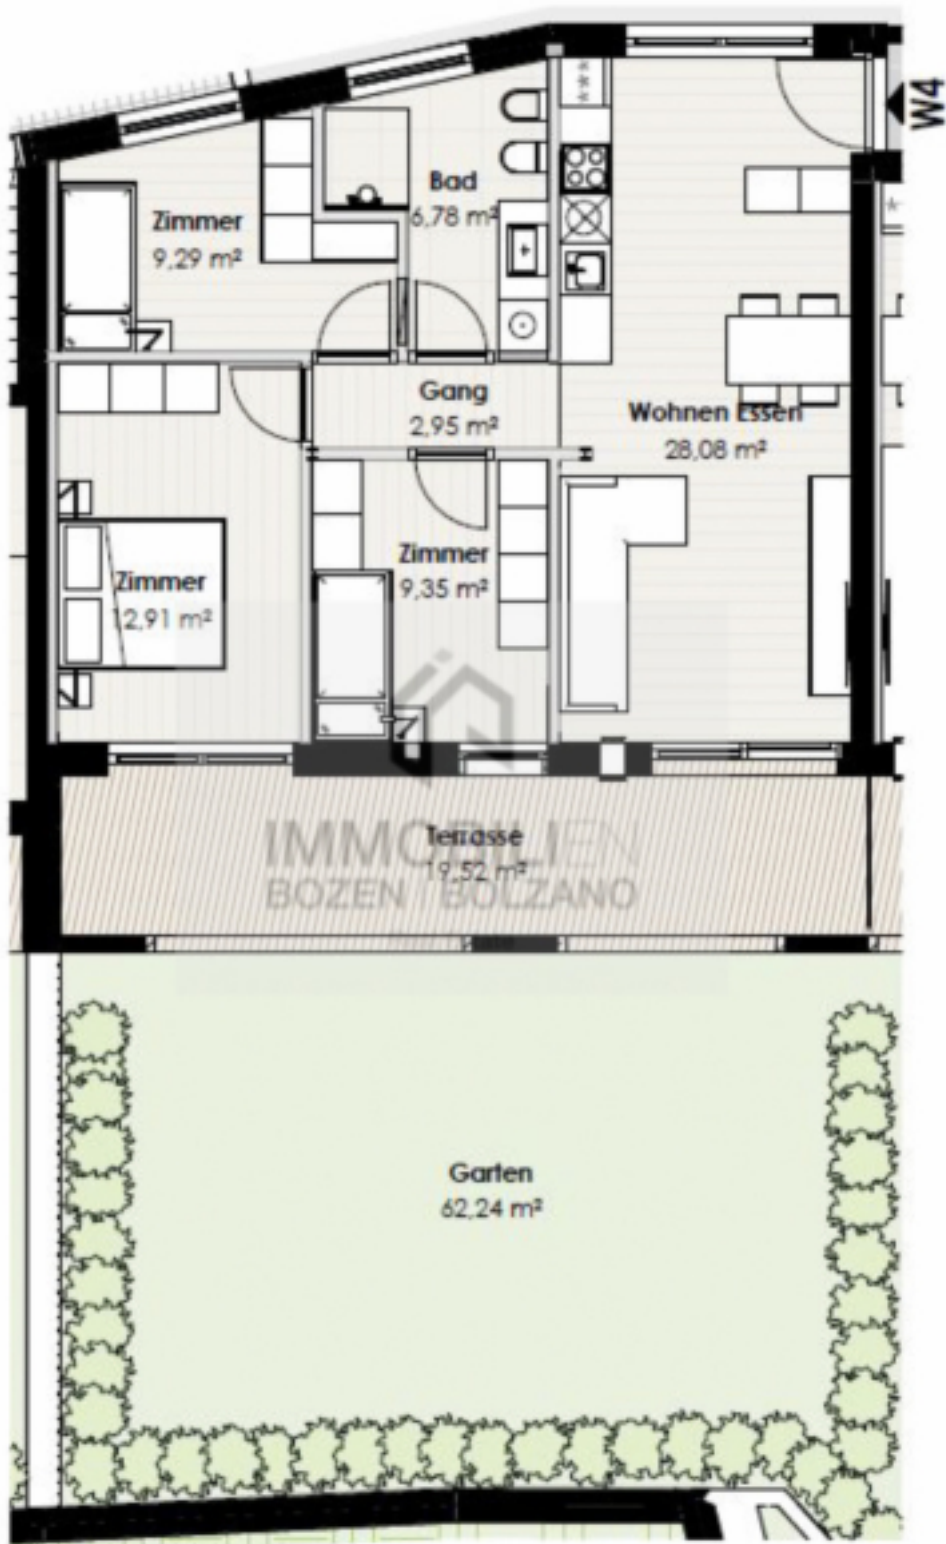 W4
Bad
6,78 m²
Zimmer
9,29 m²
Gang
2,95 m²
Wohnen Essen
28,08 m²
Zimmer
9,35 m²
Zimmer
12,91 m²
Terrasse
19,52 m²
IMMOBILIEN
BOZEN | BOLZANO
Garten
62,24 m²